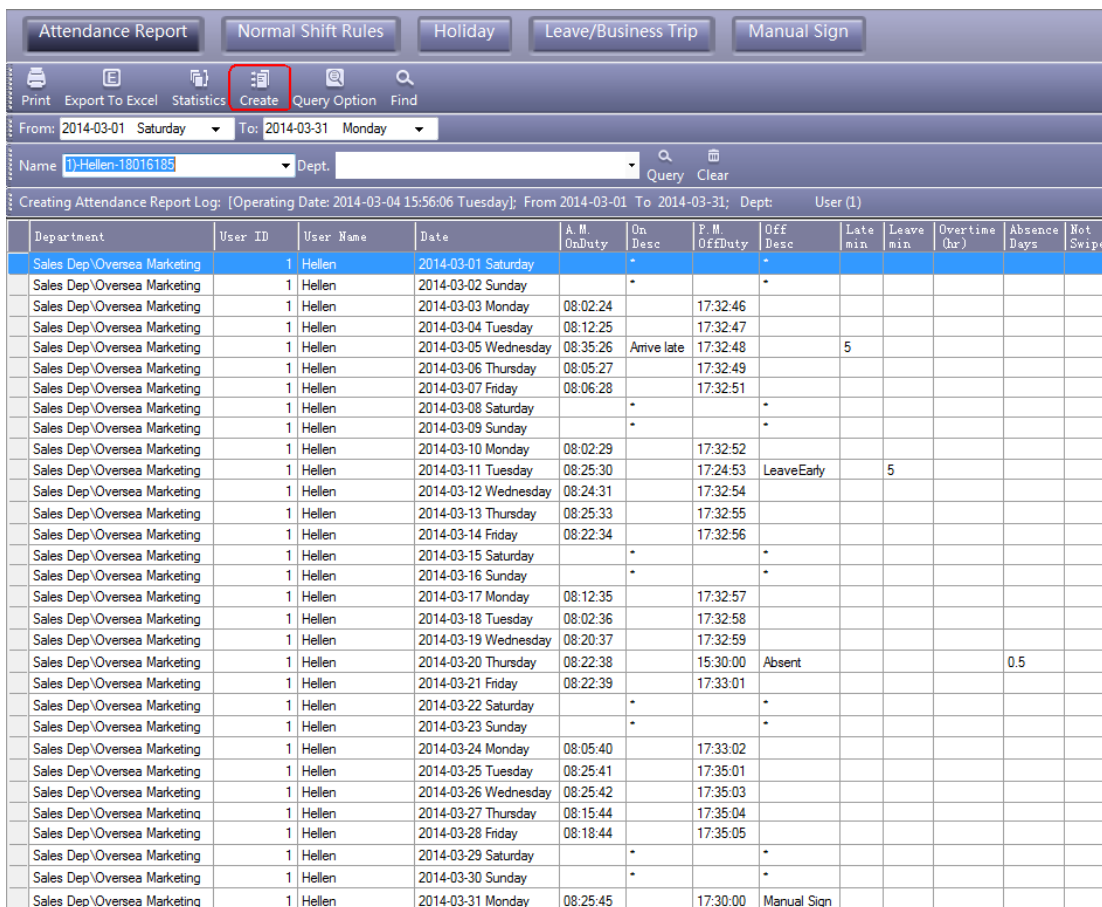 Attendance Report Normal Shift Rules Holiday Leave/Business Trip Manual Sign
E
Print Export To Excel Statistics Create Query Option Find
From: 2014-03-01 Saturday To: 2014-03-31 Monday
Name 1)-Hellen-18016185 Dept. Query Clear
Creating Attendance Report Log: [Operating Date: 2014-03-04 15:56:06 Tuesday]; From 2014-03-01 To 2014-03-31; Dept: User (1)
Department User ID User Name Date A.M. OnDuty On Desc P.M. OffDuty Off Desc Late min Leave min Overtime (hr) Absence Days Not Swipe
Sales Dep\Oversea Marketing 1 Hellen 2014-03-01 Saturday * *
Sales Dep\Oversea Marketing 1 Hellen 2014-03-02 Sunday * *
Sales Dep\Oversea Marketing 1 Hellen 2014-03-03 Monday 08:02:24 17:32:46
Sales Dep\Oversea Marketing 1 Hellen 2014-03-04 Tuesday 08:12:25 17:32:47
Sales Dep\Oversea Marketing 1 Hellen 2014-03-05 Wednesday 08:35:26 Arrive late 17:32:48 5
Sales Dep\Oversea Marketing 1 Hellen 2014-03-06 Thursday 08:05:27 17:32:49
Sales Dep\Oversea Marketing 1 Hellen 2014-03-07 Friday 08:06:28 17:32:51
Sales Dep\Oversea Marketing 1 Hellen 2014-03-08 Saturday * *
Sales Dep\Oversea Marketing 1 Hellen 2014-03-09 Sunday * *
Sales Dep\Oversea Marketing 1 Hellen 2014-03-10 Monday 08:02:29 17:32:52
Sales Dep\Oversea Marketing 1 Hellen 2014-03-11 Tuesday 08:25:30 17:24:53 LeaveEarly 5
Sales Dep\Oversea Marketing 1 Hellen 2014-03-12 Wednesday 08:24:31 17:32:54
Sales Dep\Oversea Marketing 1 Hellen 2014-03-13 Thursday 08:25:33 17:32:55
Sales Dep\Oversea Marketing 1 Hellen 2014-03-14 Friday 08:22:34 17:32:56
Sales Dep\Oversea Marketing 1 Hellen 2014-03-15 Saturday * *
Sales Dep\Oversea Marketing 1 Hellen 2014-03-16 Sunday * *
Sales Dep\Oversea Marketing 1 Hellen 2014-03-17 Monday 08:12:35 17:32:57
Sales Dep\Oversea Marketing 1 Hellen 2014-03-18 Tuesday 08:02:36 17:32:58
Sales Dep\Oversea Marketing 1 Hellen 2014-03-19 Wednesday 08:20:37 17:32:59
Sales Dep\Oversea Marketing 1 Hellen 2014-03-20 Thursday 08:22:38 15:30:00 Absent 0.5
Sales Dep\Oversea Marketing 1 Hellen 2014-03-21 Friday 08:22:39 17:33:01
Sales Dep\Oversea Marketing 1 Hellen 2014-03-22 Saturday * *
Sales Dep\Oversea Marketing 1 Hellen 2014-03-23 Sunday * *
Sales Dep\Oversea Marketing 1 Hellen 2014-03-24 Monday 08:05:40 17:33:02
Sales Dep\Oversea Marketing 1 Hellen 2014-03-25 Tuesday 08:25:41 17:35:01
Sales Dep\Oversea Marketing 1 Hellen 2014-03-26 Wednesday 08:25:42 17:35:03
Sales Dep\Oversea Marketing 1 Hellen 2014-03-27 Thursday 08:15:44 17:35:04
Sales Dep\Oversea Marketing 1 Hellen 2014-03-28 Friday 08:18:44 17:35:05
Sales Dep\Oversea Marketing 1 Hellen 2014-03-29 Saturday * *
Sales Dep\Oversea Marketing 1 Hellen 2014-03-30 Sunday * *
Sales Dep\Oversea Marketing 1 Hellen 2014-03-31 Monday 08:25:45 17:30:00 Manual Sign